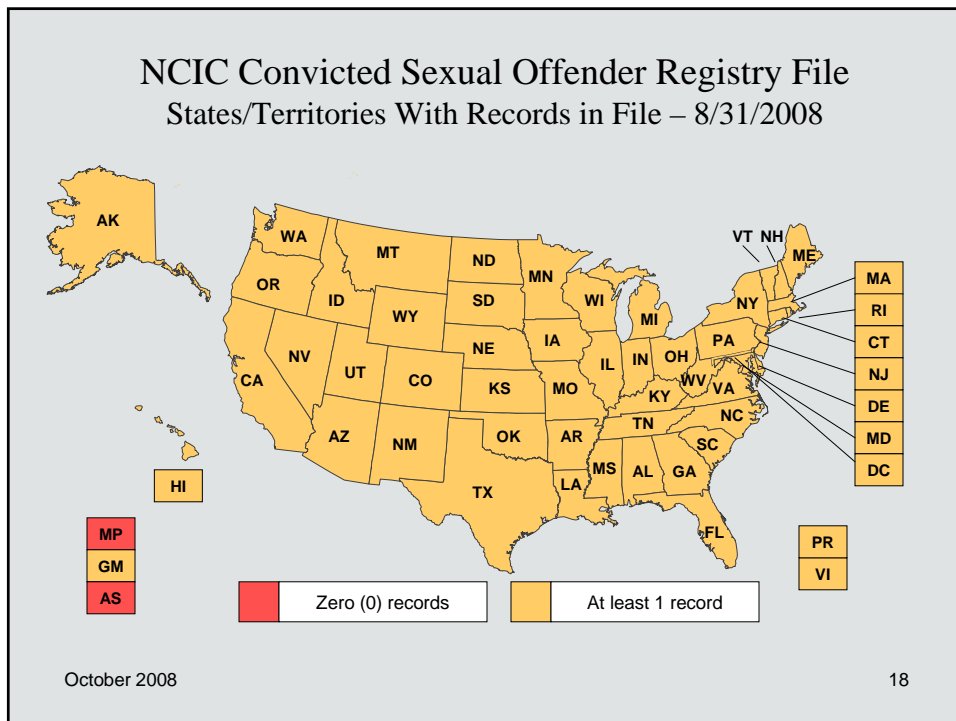 NCIC Convicted Sexual Offender Registry File
States/Territories With Records in File – 8/31/2008
AK
WA
MT
ND
MN
VT
NH
ME
OR
ID
SD
WI
MI
NY
MA
RI
WY
IA
PA
CT
NV
NE
IL
IN
OH
NJ
CA
UT
CO
KS
MO
WV
VA
KY
DE
AZ
NM
OK
AR
TN
NC
MD
SC
DC
MS
AL
GA
HI
TX
LA
FL
MP
GM
AS
PR
VI
Zero (0) records
At least 1 record
October 2008
18